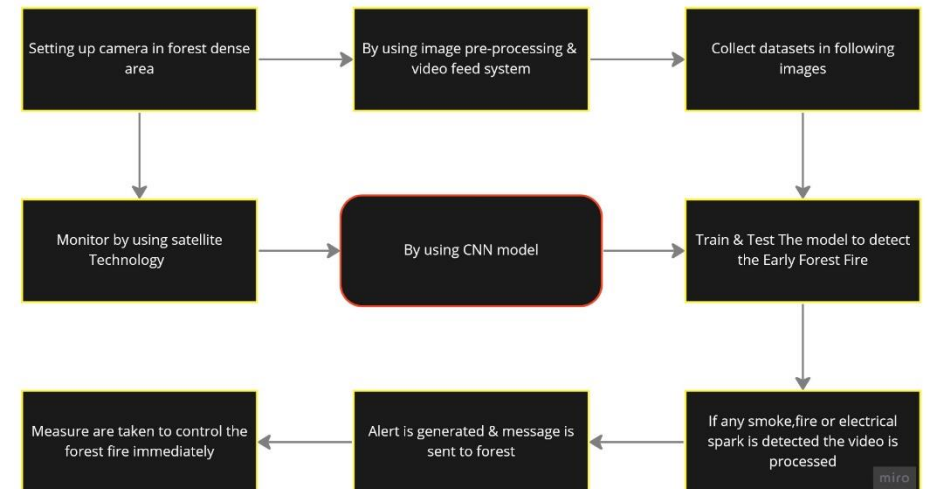 Setting up camera in forest dense
area
By using image pre-processing &
video feed system
Collect datasets in following
images
Monitor by using satellite
Technology
By using CNN model
Train & Test The model to detect
the Early Forest Fire
Measure are taken to control the
forest fire immediately
Alert is generated & message is
sent to forest
If any smoke,fire or electrical
spark is detected the video is
processed
miro